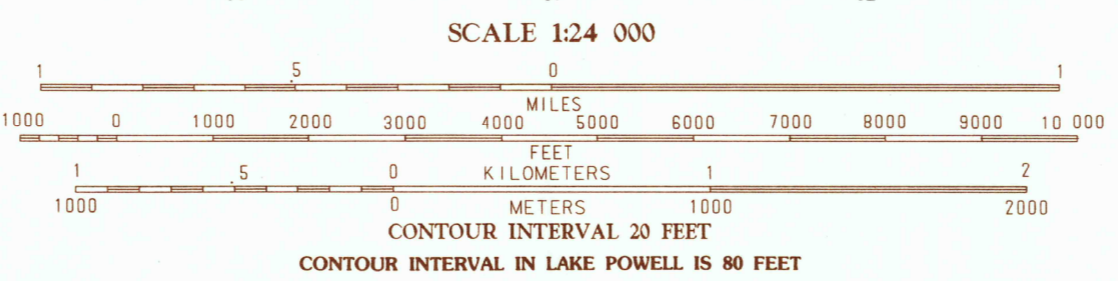 SCALE 1:24 000
1 .5 0 1
MILES
1000 0 1000 2000 3000 4000 5000 6000 7000 8000 9000 10 000
FEET
1 .5 0 KILOMETERS 1 2
1000 0 METERS 1000 2000
CONTOUR INTERVAL 20 FEET
CONTOUR INTERVAL IN LAKE POWELL IS 80 FEET